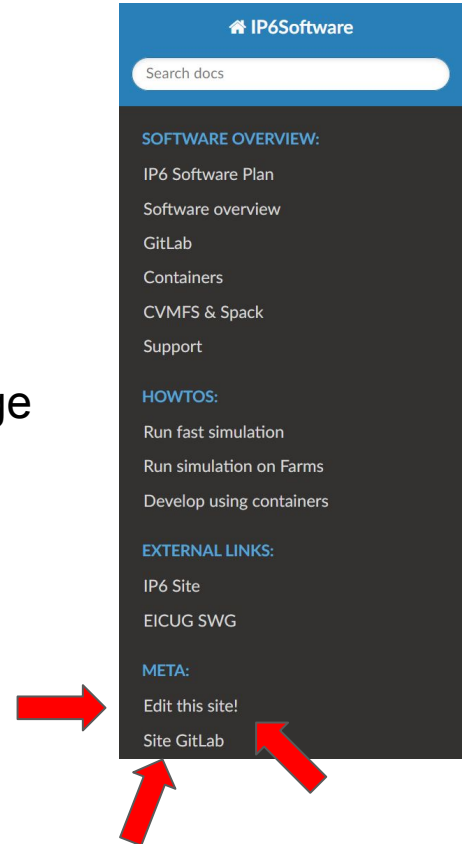 IP6Software
Search docs
SOFTWARE OVERVIEW:
IP6 Software Plan
Software overview
GitLab
Containers
CVMFS & Spack
Support
ge
HOWTOS:
Run fast simulation
Run simulation on Farms
Develop using containers
EXTERNAL LINKS:
IP6 Site
EICUG SWG
META:
Edit this site!
Site GitLab